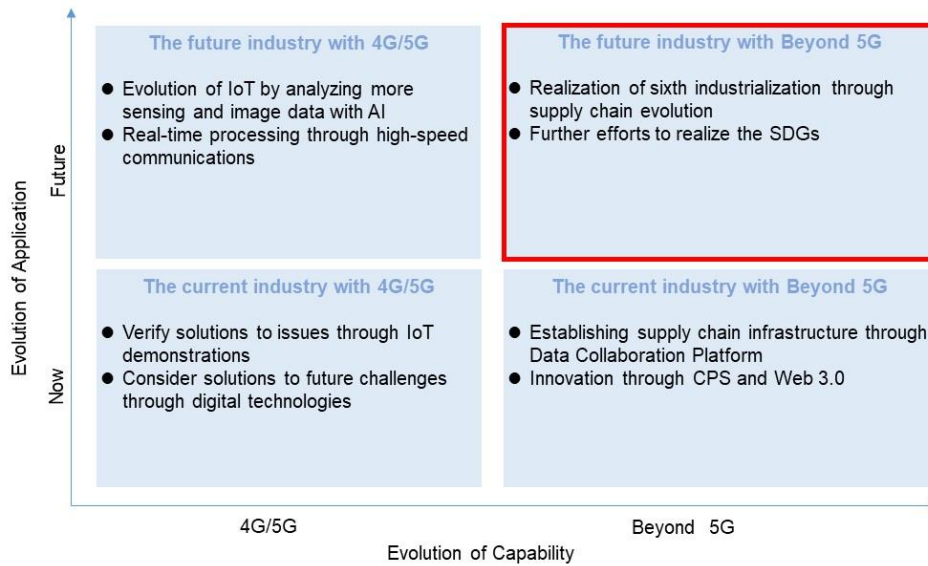 The future industry with 4G/5G
● Evolution of IoT by analyzing more
sensing and image data with AI
● Real-time processing through high-speed
communications
The future industry with Beyond 5G
● Realization of sixth industrialization through
supply chain evolution
● Further efforts to realize the SDGs
The current industry with 4G/5G
● Verify solutions to issues through IoT
demonstrations
● Consider solutions to future challenges
through digital technologies
The current industry with Beyond 5G
● Establishing supply chain infrastructure through
Data Collaboration Platform
● Innovation through CPS and Web 3.0
Evolution of Application
Future
Now
4G/5G
Beyond 5G
Evolution of Capability